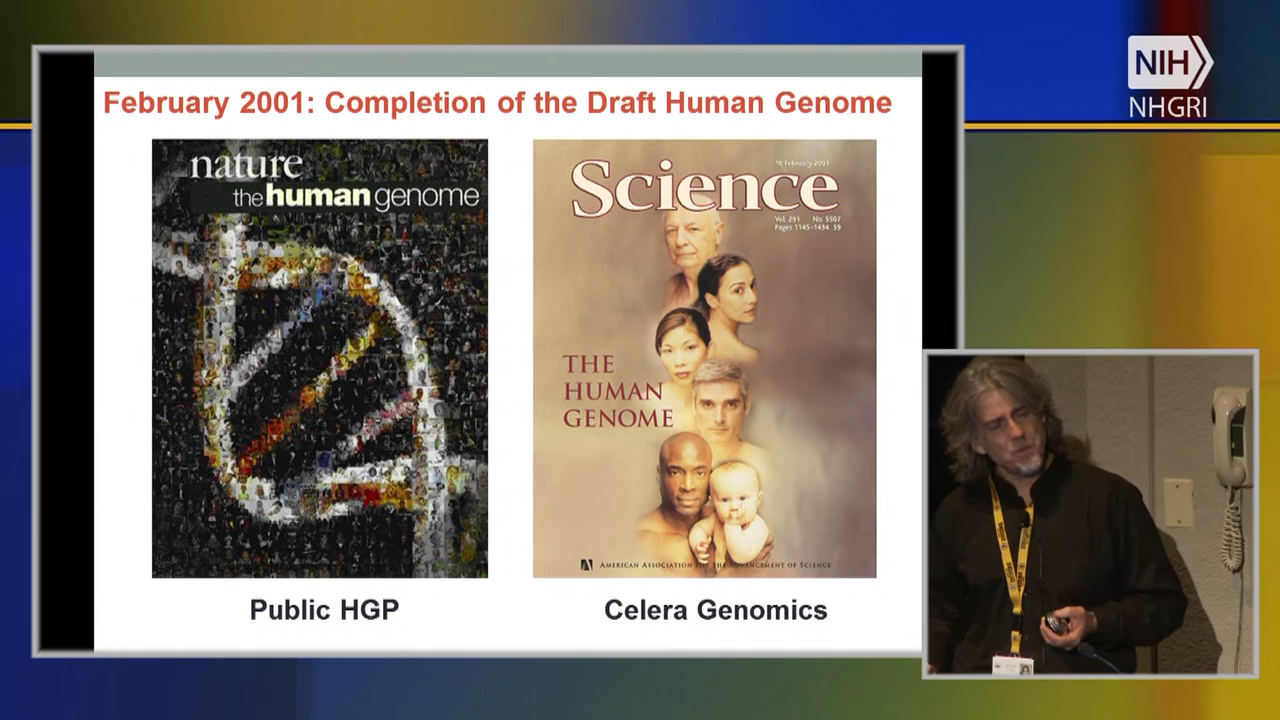 February 2001: Completion of the Draft Human Genome
nature
the human genome
16 February 2001
Science
Vol. 291 No. 5507
Pages 1145–1434 $9
THE
HUMAN
GENOME
AMERICAN ASSOCIATION FOR THE ADVANCEMENT OF SCIENCE
Public HGP
Celera Genomics
NIH
NHGRI